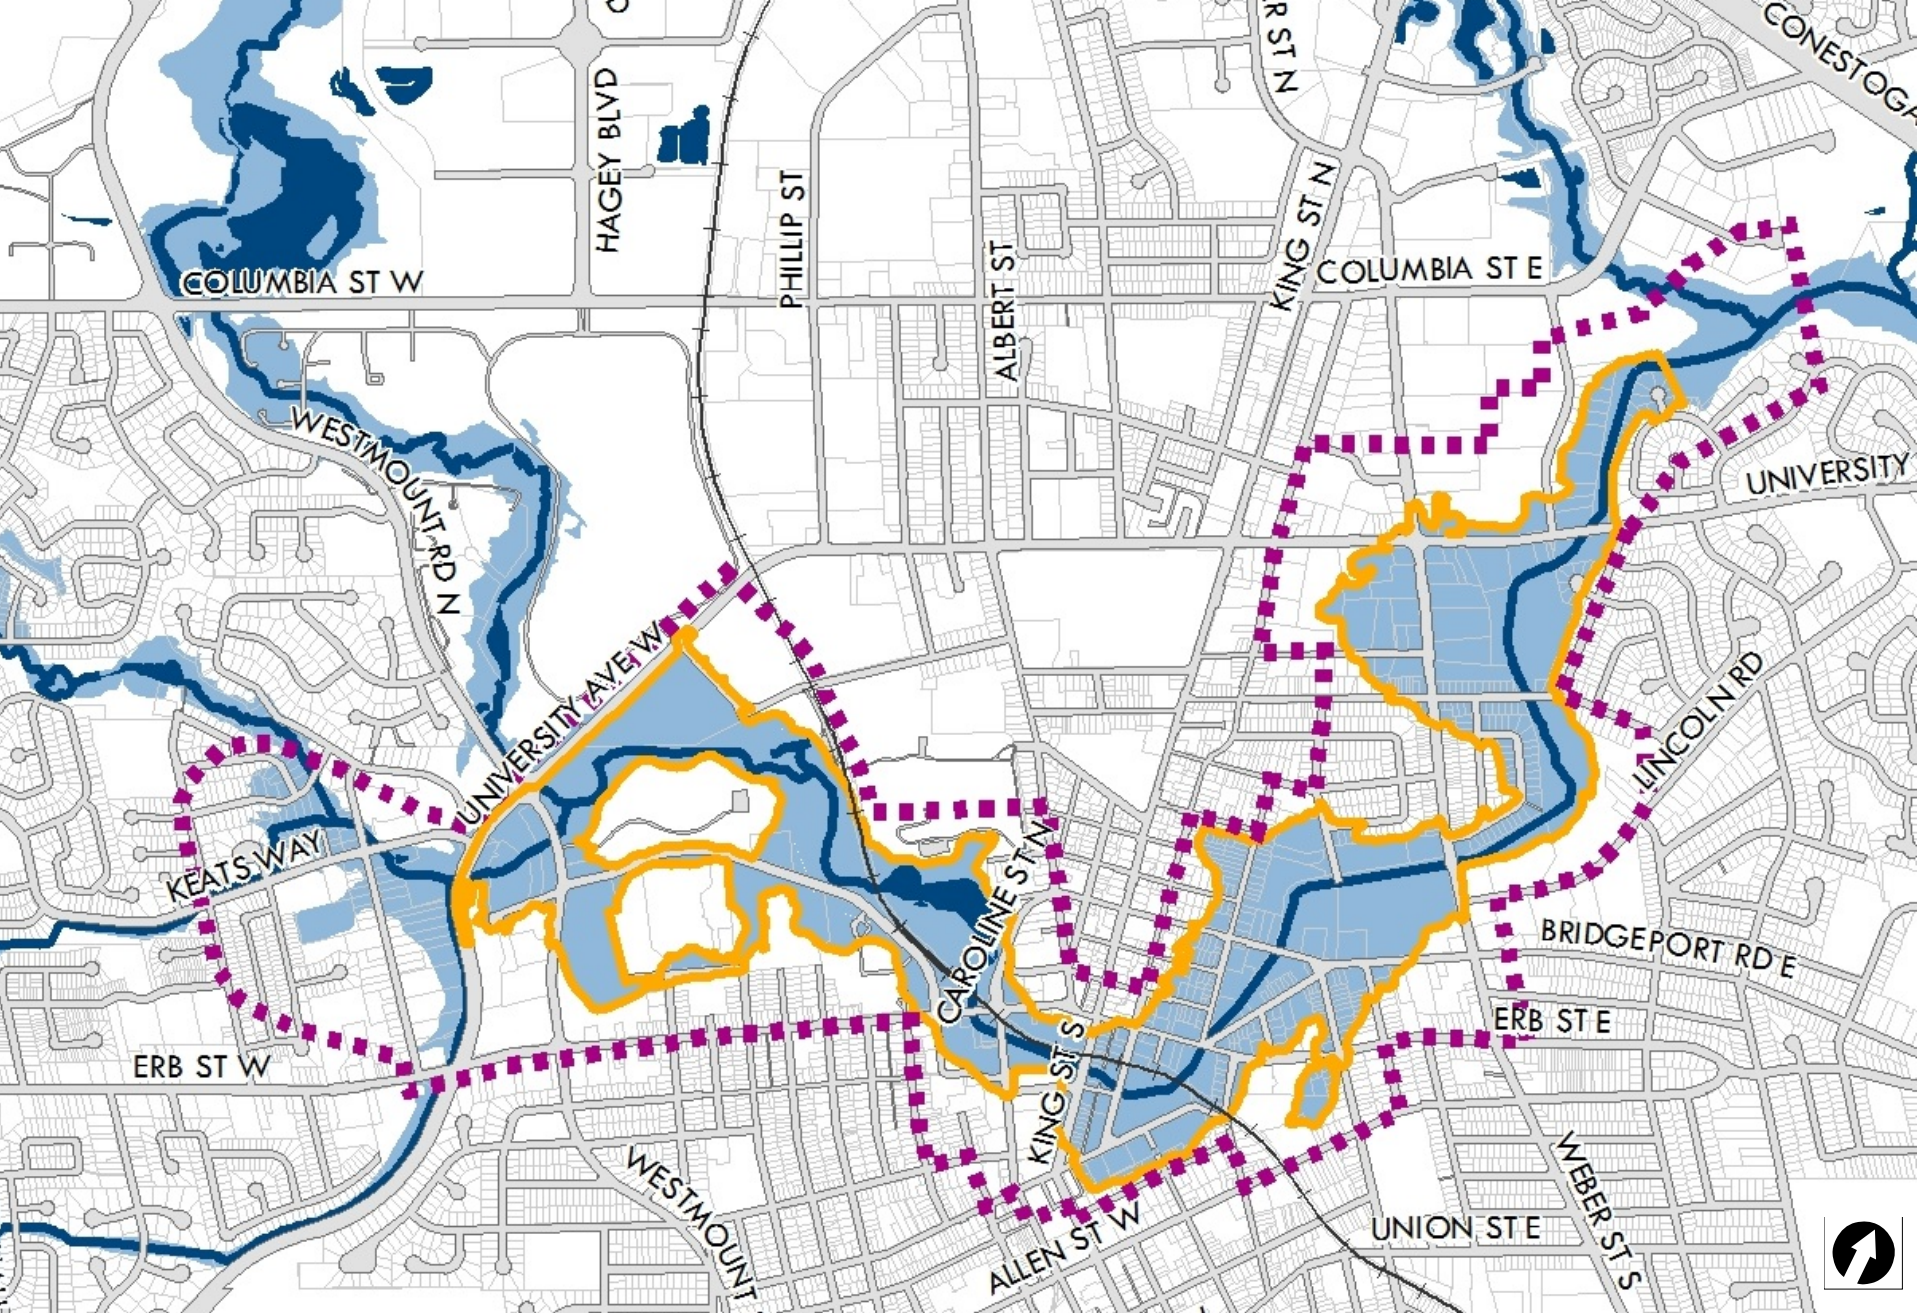 CONESTOGA
R ST N
HAGEY BLVD
PHILLIP ST
KING ST N
ALBERT ST
COLUMBIA ST W
COLUMBIA ST E
WESTMOUNT RD N
UNIVERSITY
UNIVERSITY AVE W
LINCOLN RD
KEATS WAY
CAROLINE ST N
BRIDGEPORT RD E
ERB ST E
ERB ST W
KING ST S
WESTMOUNT
WEBER ST S
ALLEN ST W
UNION ST E